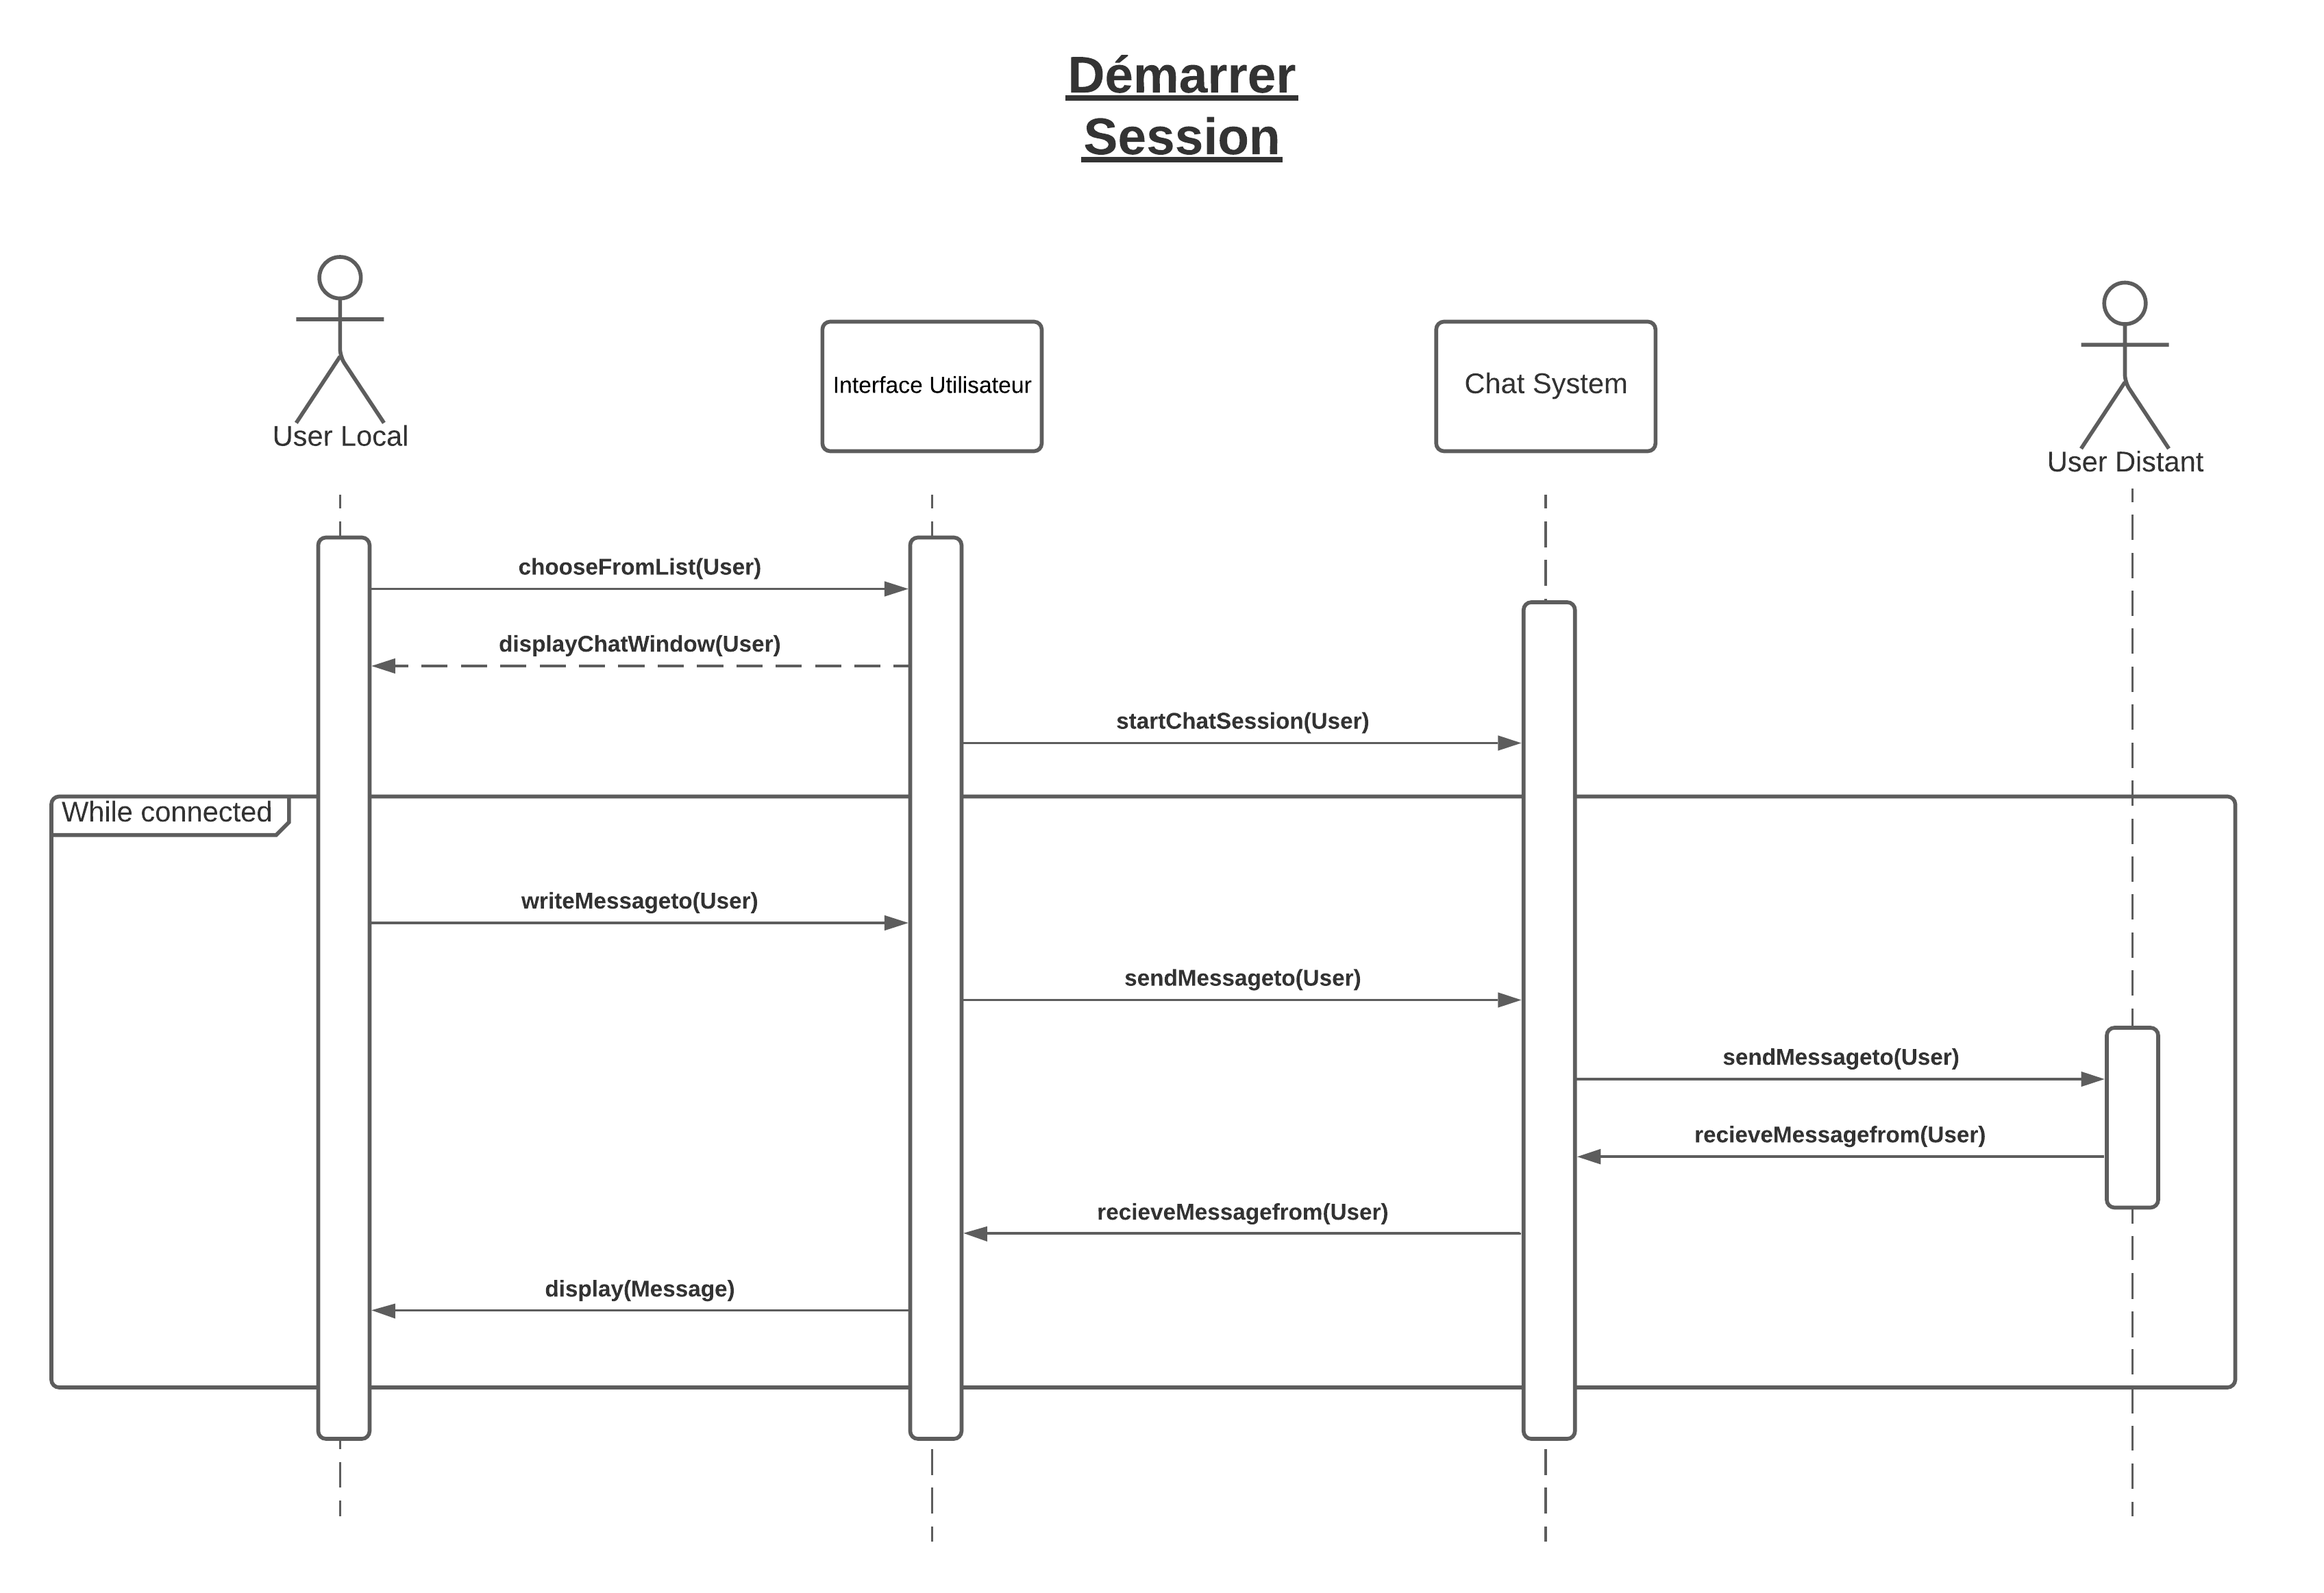 Démarrer
Session
User Local
Interface Utilisateur
Chat System
User Distant
chooseFromList(User)
displayChatWindow(User)
startChatSession(User)
While connected
writeMessageto(User)
sendMessageto(User)
sendMessageto(User)
recieveMessagefrom(User)
recieveMessagefrom(User)
display(Message)